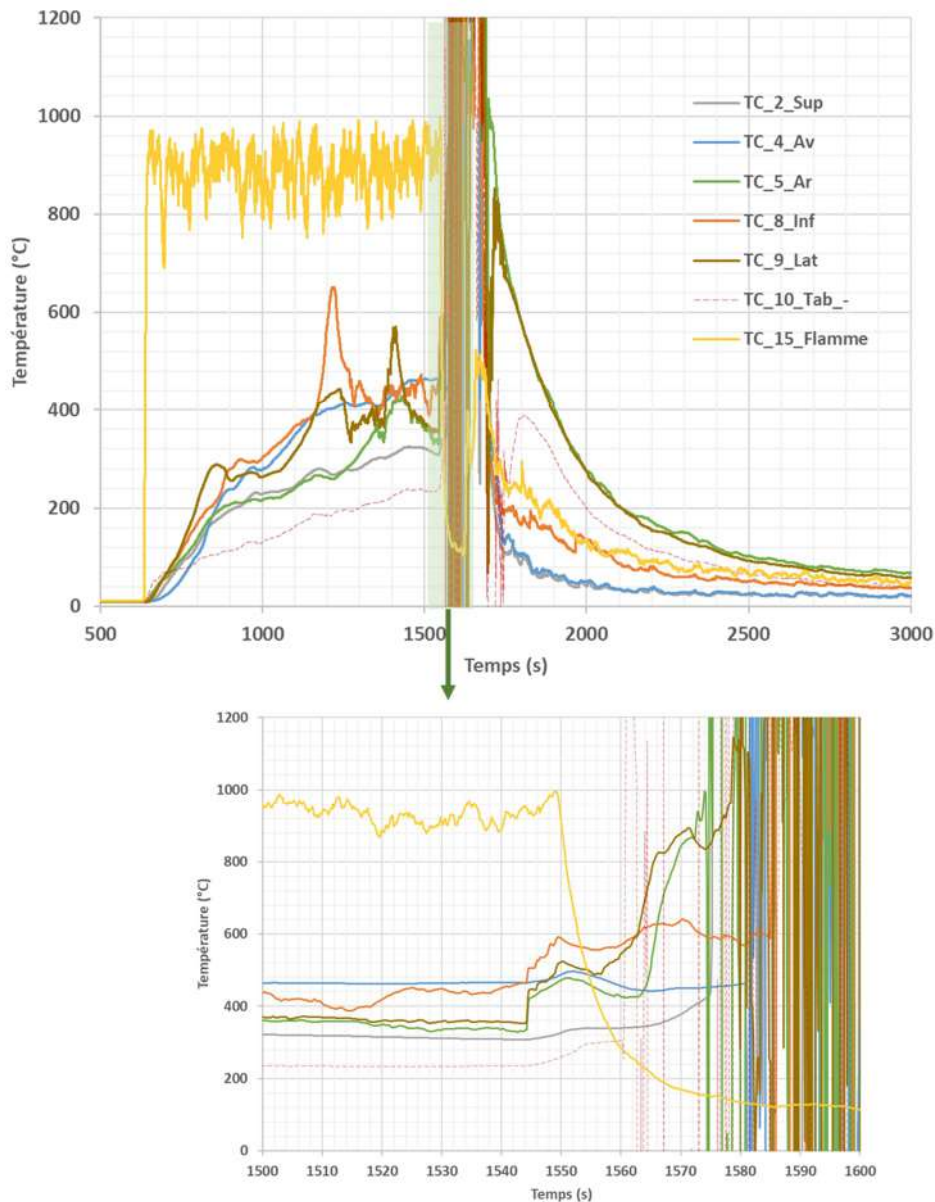 1200
1000
800
600
400
200
0
Température (°C)
TC_2_Sup
TC_4_Av
TC_5_Ar
TC_8_Inf
TC_9_Lat
TC_10_Tab_-
TC_15_Flamme
500 1000 1500 2000 2500 3000
Temps (s)
1200
1000
800
600
400
200
0
Température (°C)
1500 1510 1520 1530 1540 1550 1560 1570 1580 1590 1600
Temps (s)